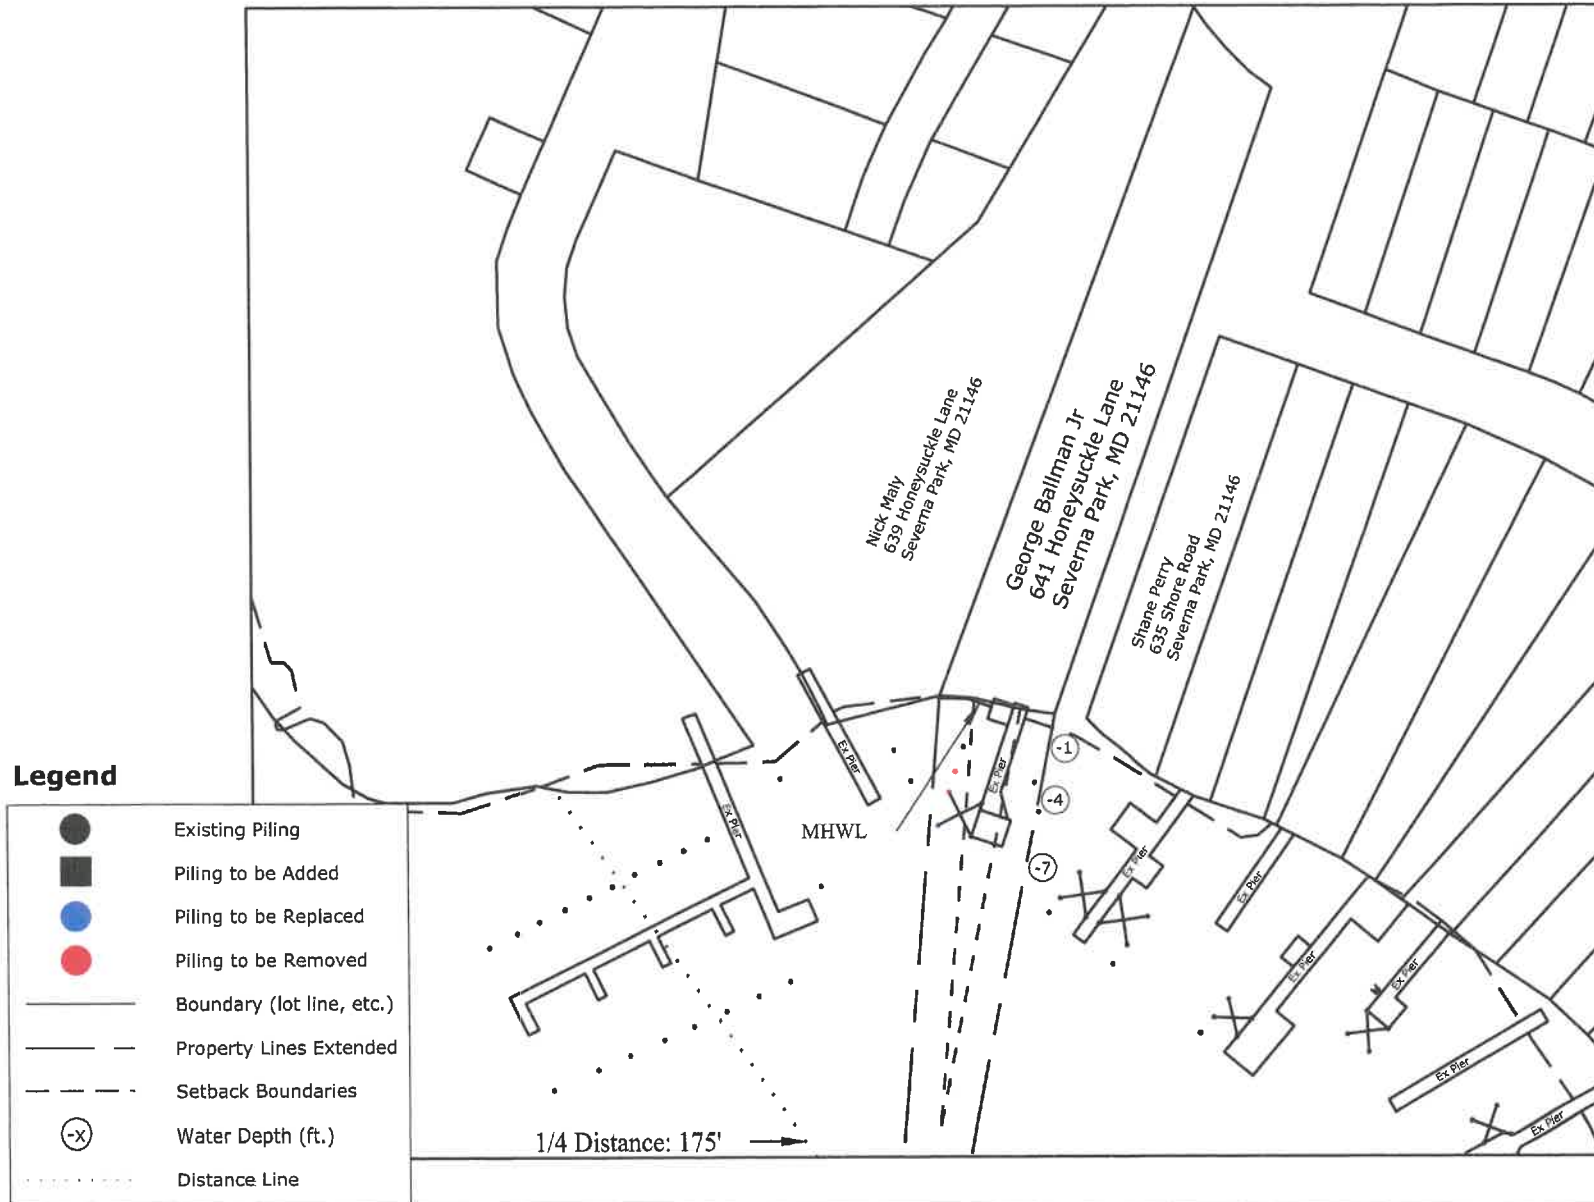 Nick Maly
639 Honeysuckle Lane
Severna Park, MD 21146
George Ballman Jr
641 Honeysuckle Lane
Severna Park, MD 21146
Shane Perry
635 Shore Road
Severna Park, MD 21146
Ex Pier
Ex Pier
Ex Pier
-1
-4
-7
MHWL
Ex Pier
Ex Pier
Ex Pier
Ex Pier
Ex Pier
Ex Pier
1/4 Distance: 175'
Legend
Existing Piling
Piling to be Added
Piling to be Replaced
Piling to be Removed
Boundary (lot line, etc.)
Property Lines Extended
Setback Boundaries
-x Water Depth (ft.)
Distance Line